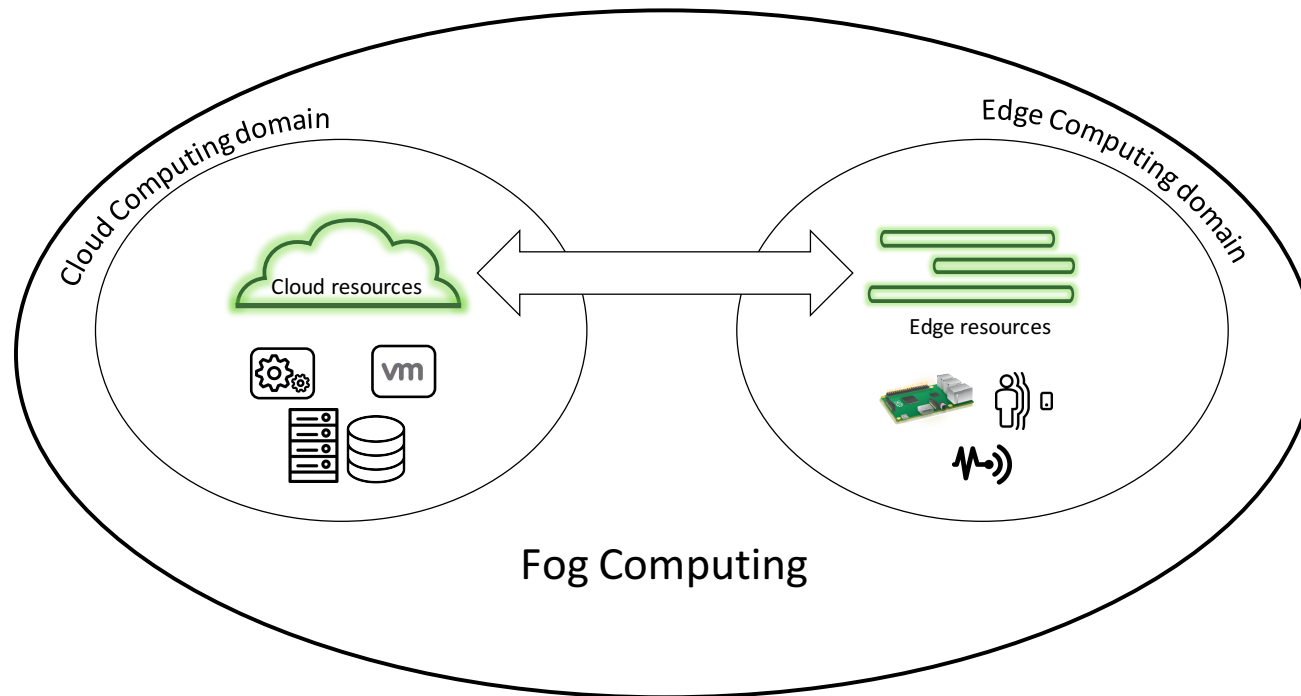 Cloud Computing domain
Edge Computing domain
Cloud resources
Edge resources
vm
Fog Computing